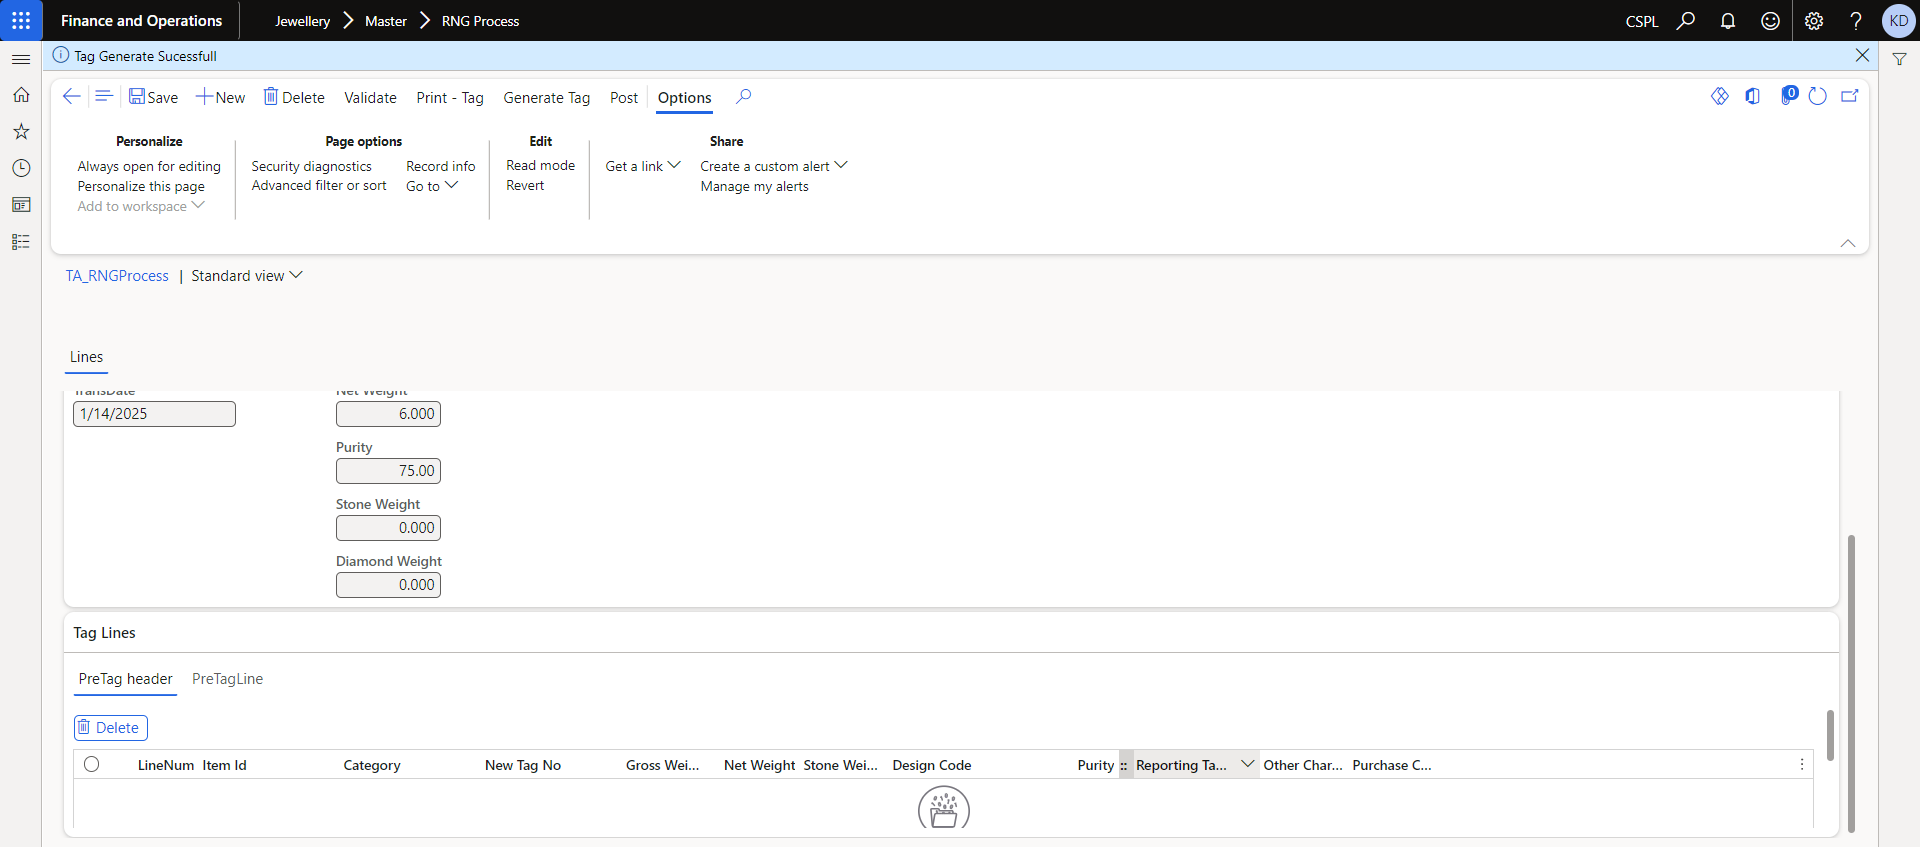 Finance and Operations
Jewellery > Master > RNG Process
CSPL
KD
Tag Generate Sucessfull
Save
New
Delete
Validate
Print - Tag
Generate Tag
Post
Options
0
Personalize
Always open for editing
Personalize this page
Add to workspace
Page options
Security diagnostics
Advanced filter or sort
Record info
Go to
Edit
Read mode
Revert
Share
Get a link
Create a custom alert
Manage my alerts
TA_RNGProcess | Standard view
Lines
TransDate
1/14/2025
Net Weight
6.000
Purity
75.00
Stone Weight
0.000
Diamond Weight
0.000
Tag Lines
PreTag header
PreTagLine
Delete
LineNum Item Id Category New Tag No Gross Wei... Net Weight Stone Wei... Design Code Purity Reporting Ta... Other Char... Purchase C...